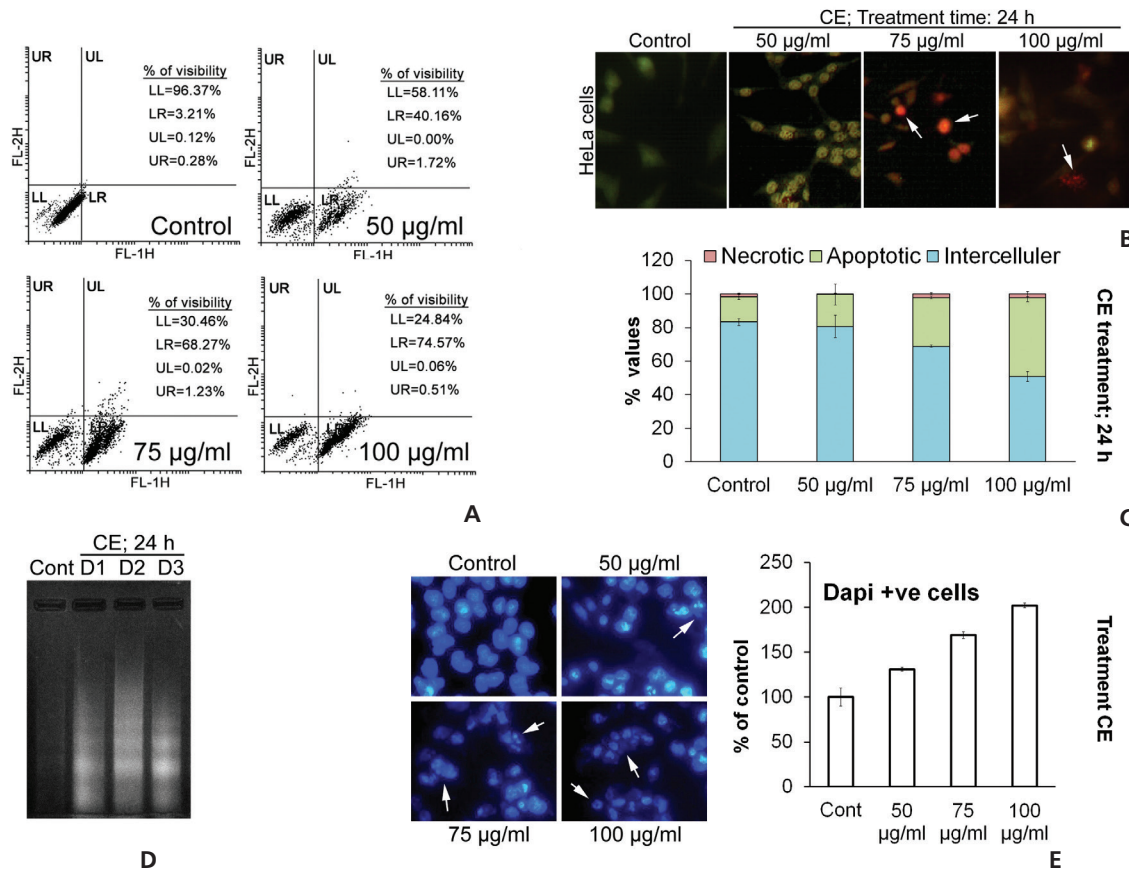 UR UL
% of visibility
LL=96.37%
LR=3.21%
UL=0.12%
UR=0.28%
LL LR
Control
FL-2H
FL-1H
UR UL
% of visibility
LL=58.11%
LR=40.16%
UL=0.00%
UR=1.72%
LL LR
50 µg/ml
FL-2H
FL-1H
UR UL
% of visibility
LL=30.46%
LR=68.27%
UL=0.02%
UR=1.23%
LL LR
75 µg/ml
FL-2H
FL-1H
UR UL
% of visibility
LL=24.84%
LR=74.57%
UL=0.06%
UR=0.51%
LL LR
100 µg/ml
FL-2H
FL-1H
A
CE; Treatment time: 24 h
Control 50 µg/ml 75 µg/ml 100 µg/ml
HeLa cells
B
Necrotic Apoptotic Intercelluler
120
100
80
60
40
20
0
% values
Control 50 µg/ml 75 µg/ml 100 µg/ml
CE treatment; 24 h
C
CE; 24 h
Cont D1 D2 D3
D
Control 50 µg/ml
75 µg/ml 100 µg/ml
Dapi +ve cells
250
200
150
100
50
0
% of control
Cont 50 µg/ml 75 µg/ml 100 µg/ml
Treatment CE
E